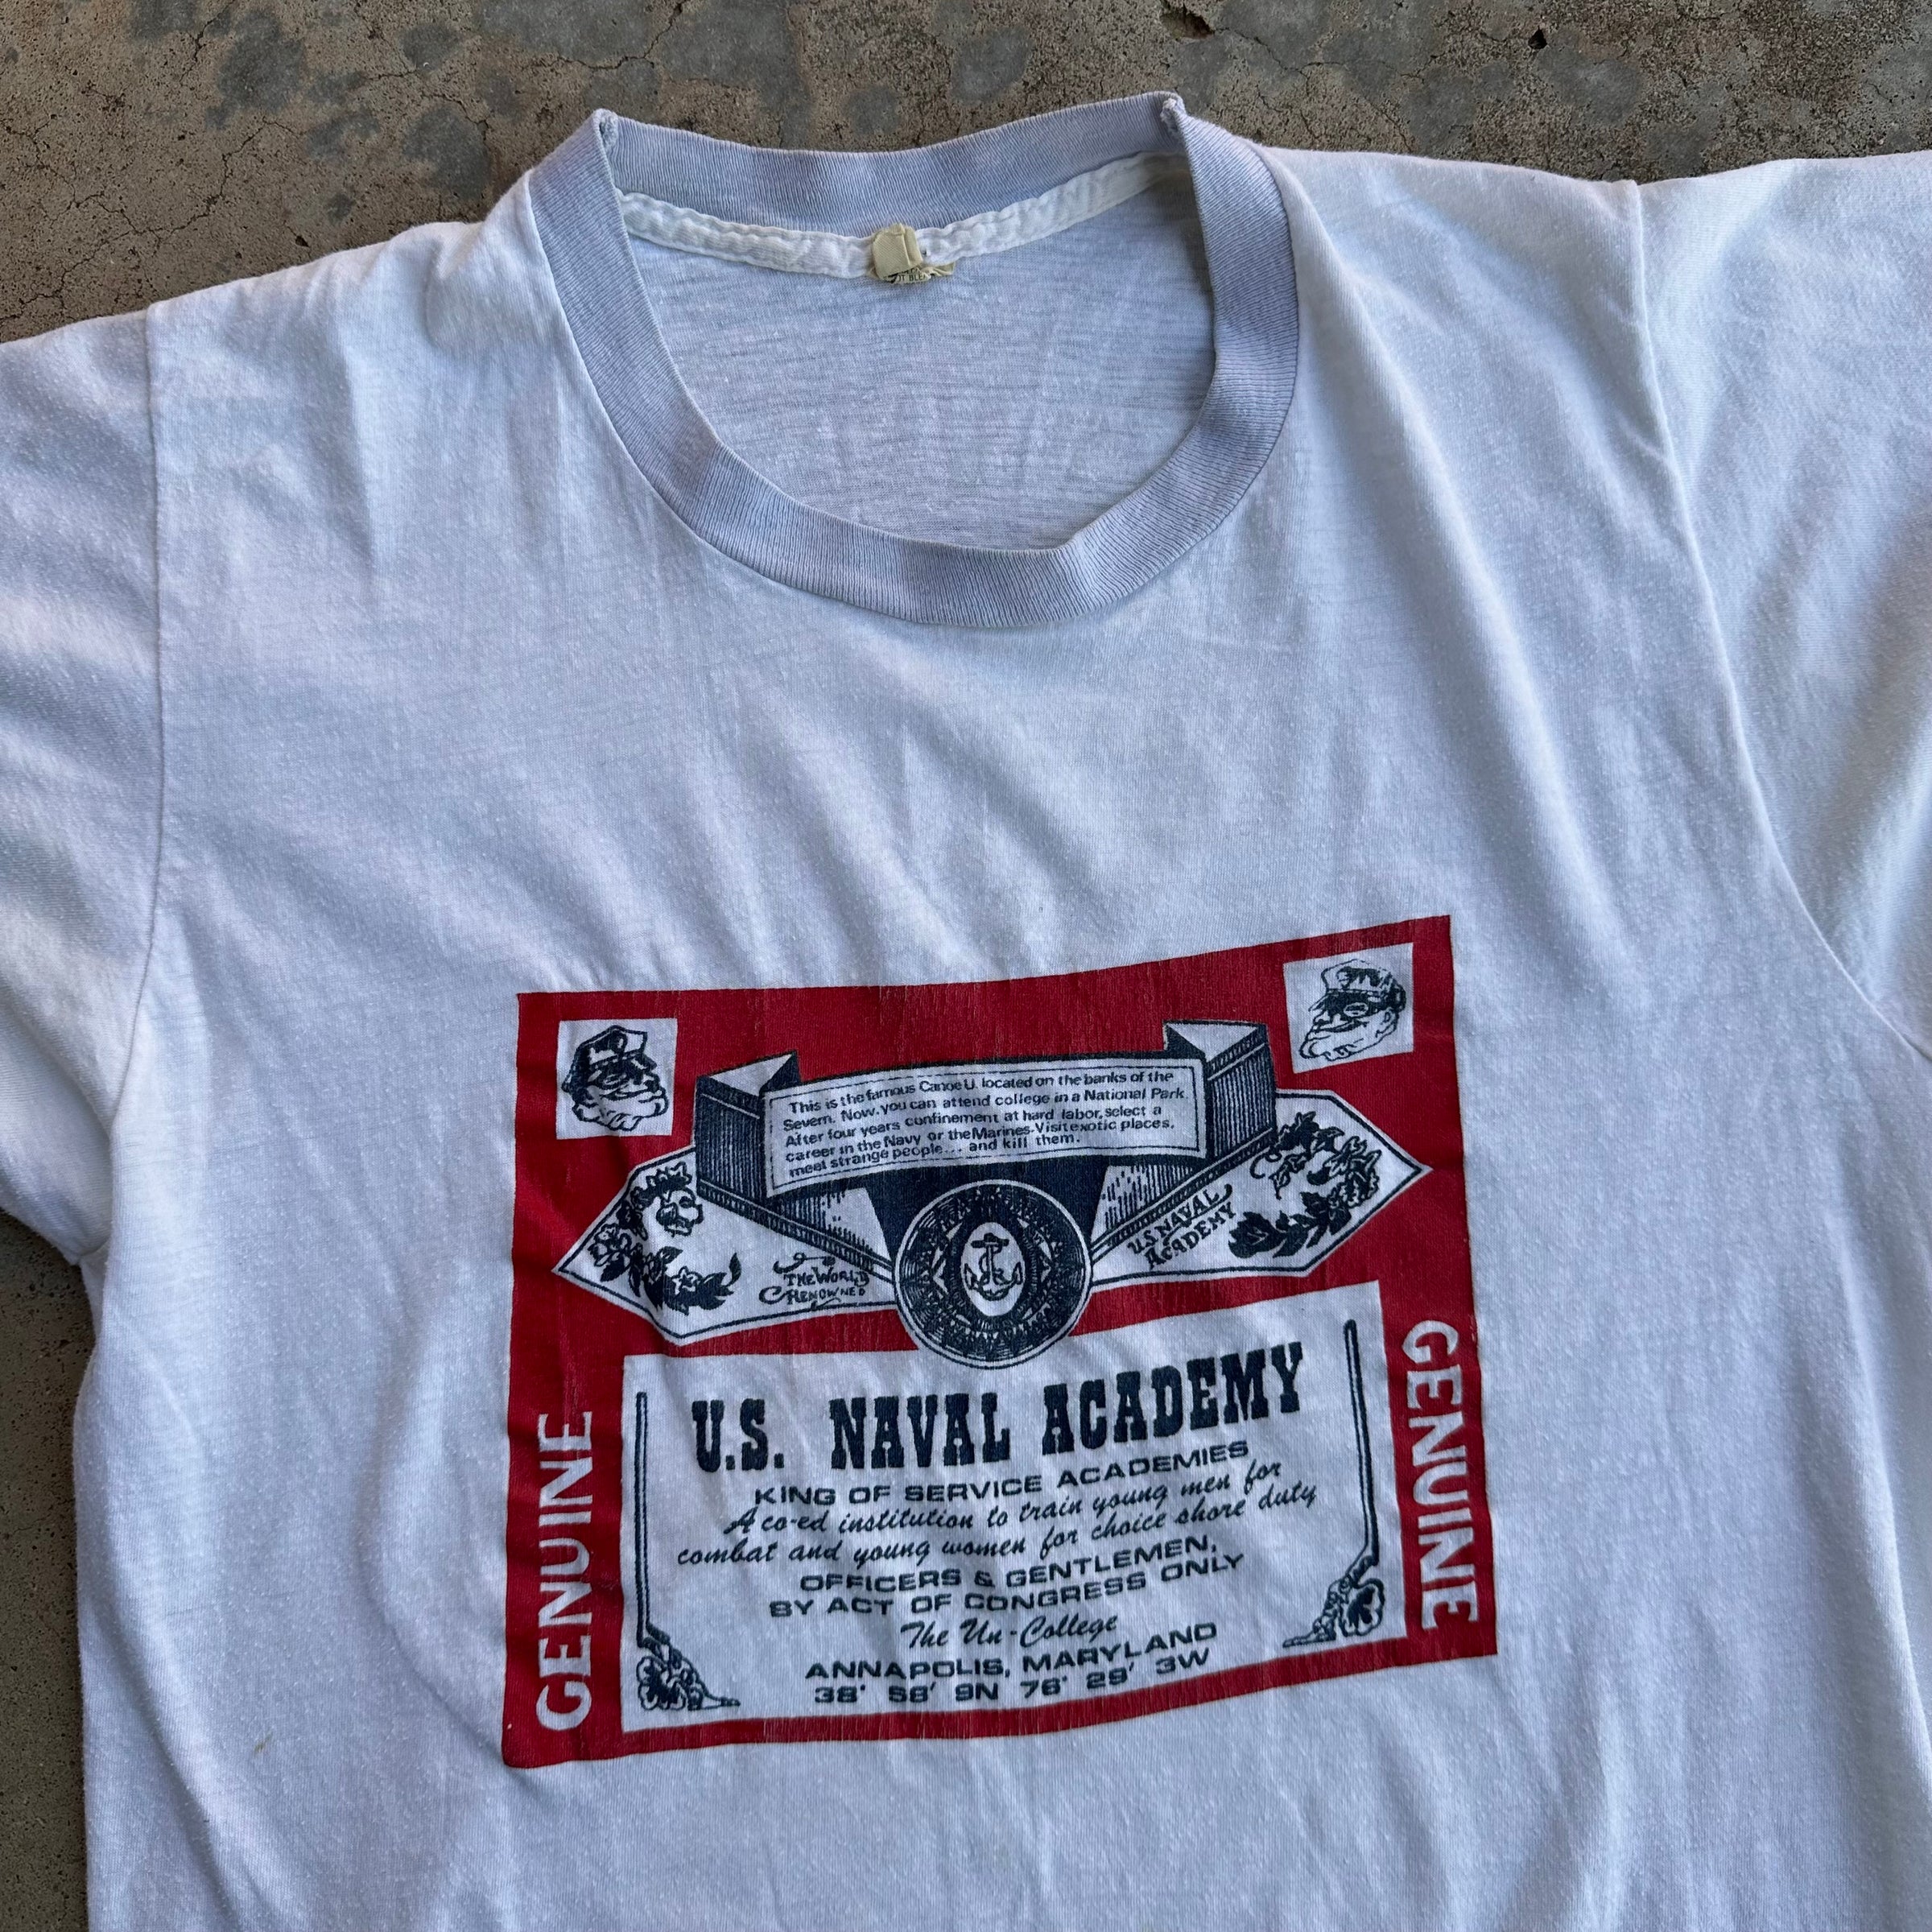 This is the famous Canoe U. located on the banks of the
Severn. Now, you can attend college in a National Park.
After four years confinement at hard labor, select a
career in the Navy or the Marines-Visit exotic places,
meet strange people... and kill them.
THE WORLD
RENOWNED
U.S. NAVAL
ACADEMY
GENUINE
U.S. NAVAL ACADEMY
KING OF SERVICE ACADEMIES
A co-ed institution to train young men for
combat and young women for choice shore duty
OFFICERS & GENTLEMEN,
BY ACT OF CONGRESS ONLY
The Un-College
ANNAPOLIS, MARYLAND
38° 58' 9N 76° 29' 3W
GENUINE